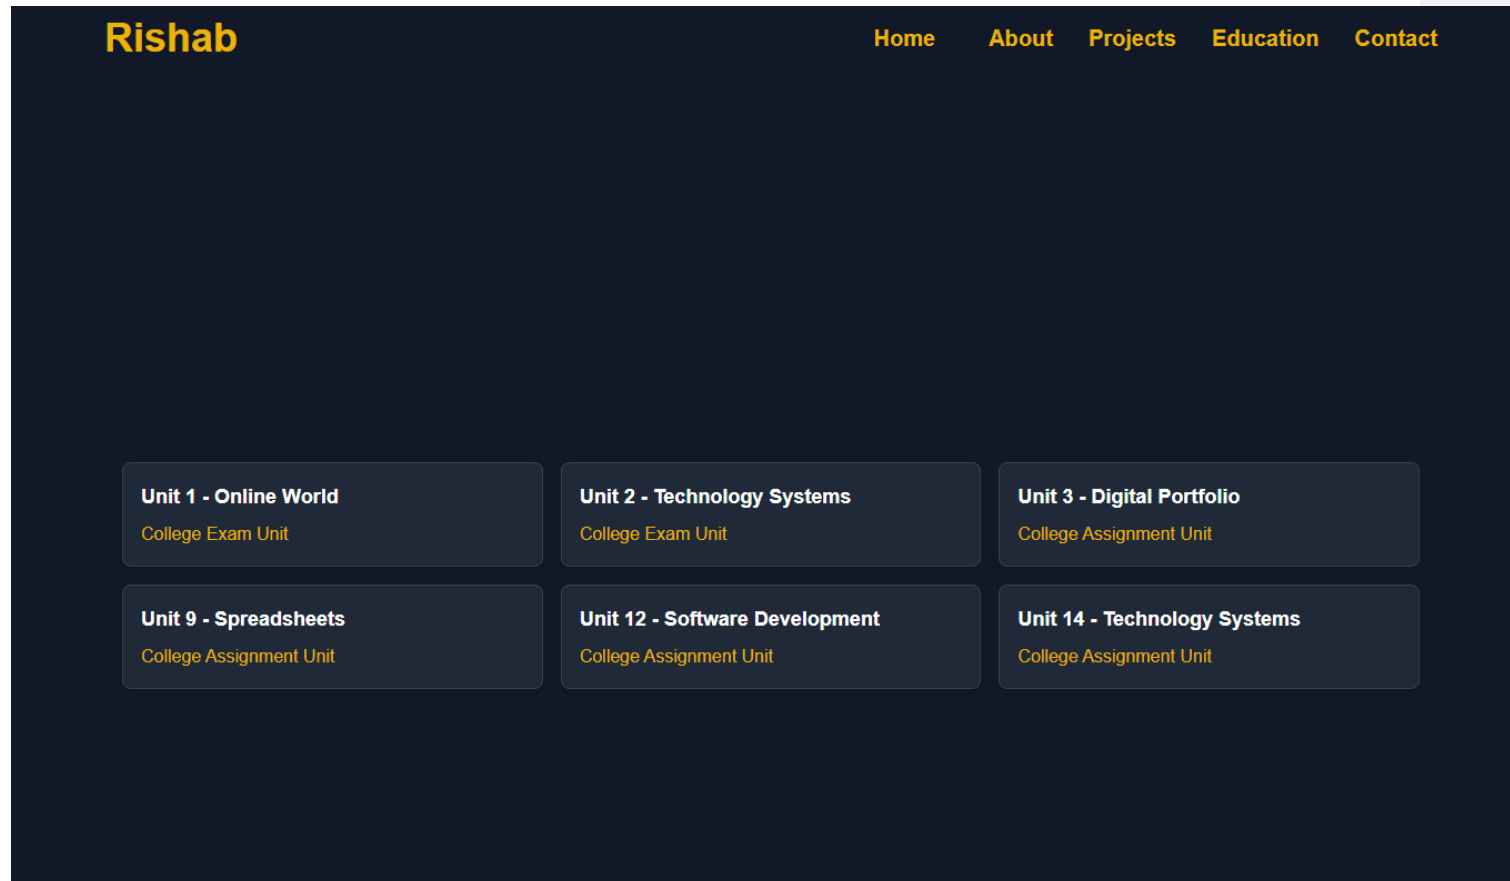 Rishab
Home About Projects Education Contact
Unit 1 - Online World
College Exam Unit
Unit 2 - Technology Systems
College Exam Unit
Unit 3 - Digital Portfolio
College Assignment Unit
Unit 9 - Spreadsheets
College Assignment Unit
Unit 12 - Software Development
College Assignment Unit
Unit 14 - Technology Systems
College Assignment Unit